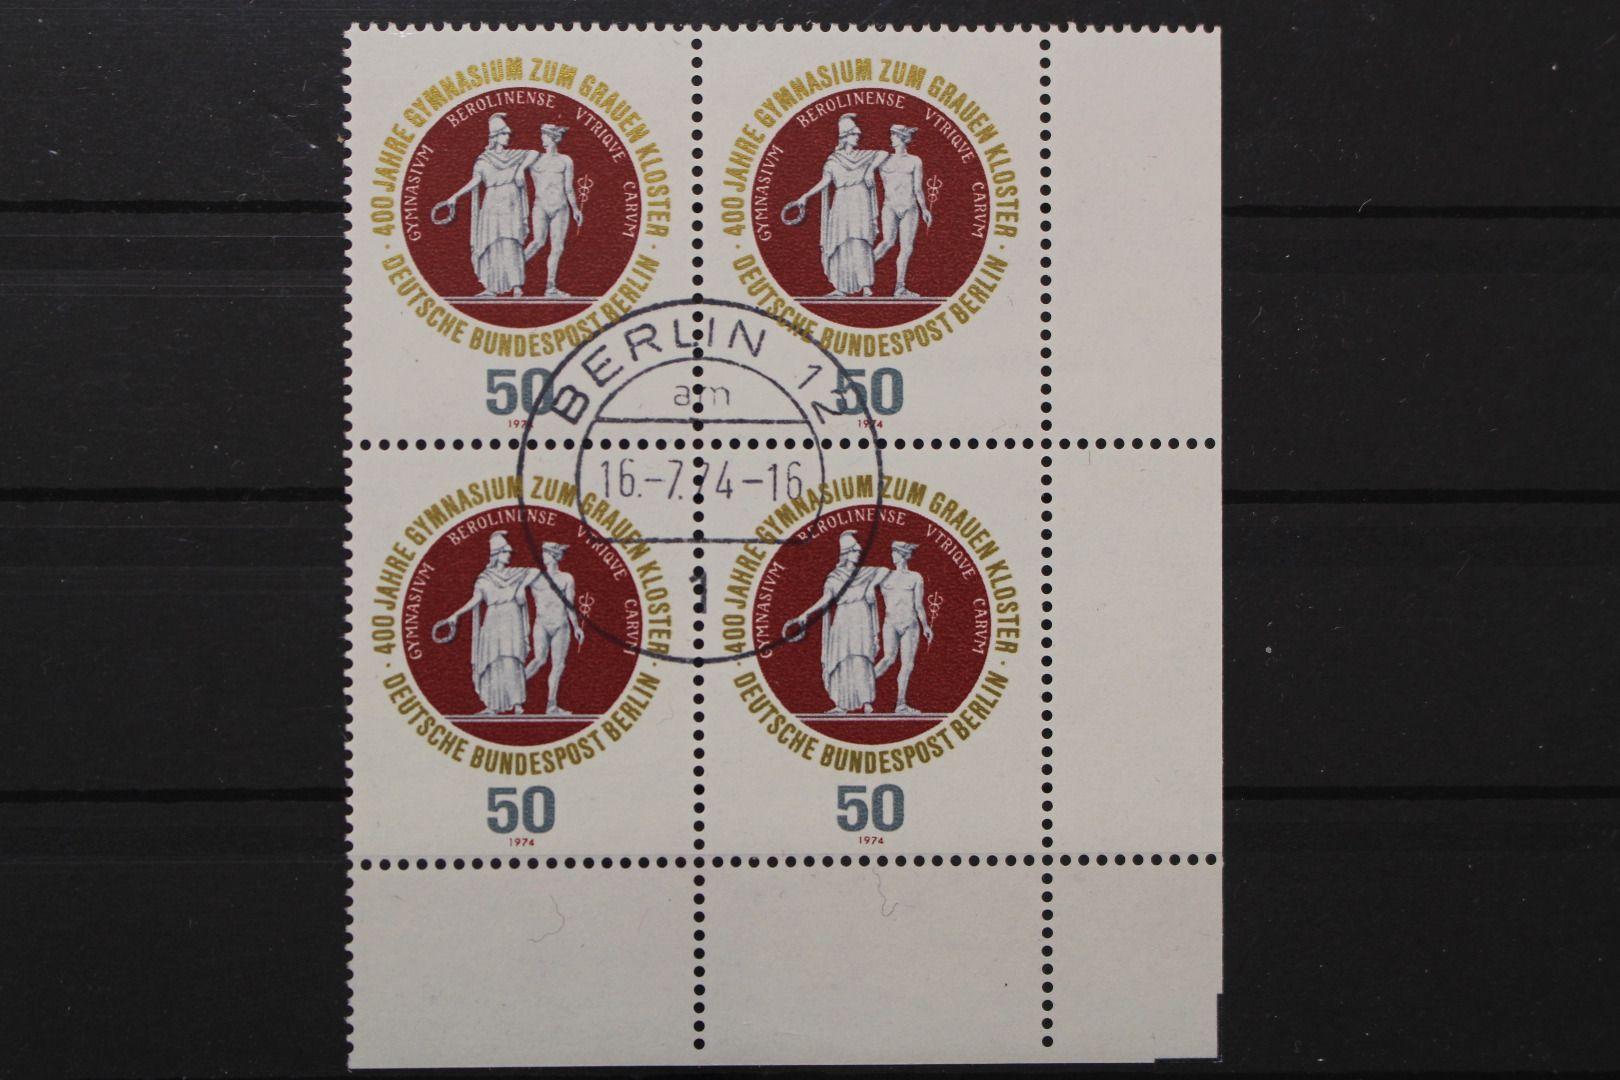 400 JAHRE GYMNASIUM ZUM GRAUEN KLOSTER
· DEUTSCHE BUNDESPOST BERLIN ·
GYMNASIVM BEROLINENSE VTRIQVE CARVM
50
1974
400 JAHRE GYMNASIUM ZUM GRAUEN KLOSTER
· DEUTSCHE BUNDESPOST BERLIN ·
GYMNASIVM BEROLINENSE VTRIQVE CARVM
50
1974
BERLIN 12
am
16.-7.74-16
1
400 JAHRE GYMNASIUM ZUM GRAUEN KLOSTER
· DEUTSCHE BUNDESPOST BERLIN ·
GYMNASIVM BEROLINENSE VTRIQVE CARVM
50
1974
400 JAHRE GYMNASIUM ZUM GRAUEN KLOSTER
· DEUTSCHE BUNDESPOST BERLIN ·
GYMNASIVM BEROLINENSE VTRIQVE CARVM
50
1974